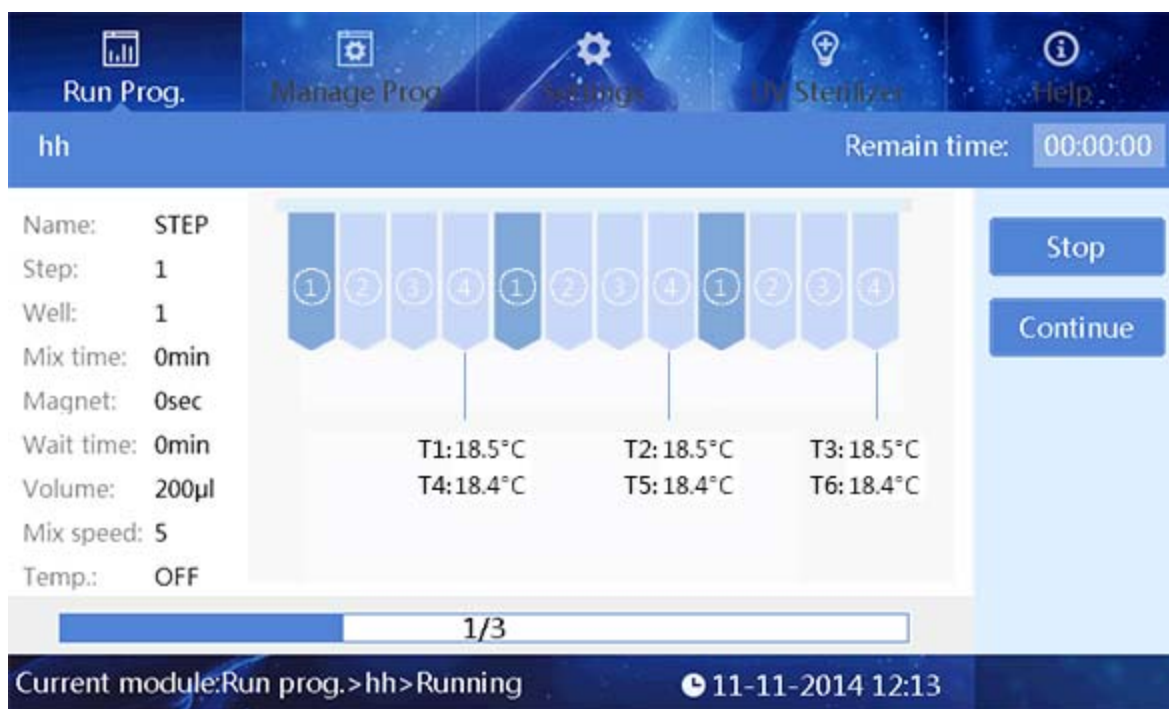 Run Prog. Manage Prog. Settings UV Sterilizer Help
hh Remain time: 00:00:00
Name: STEP
Step: 1
Well: 1
Mix time: 0min
Magnet: 0sec
Wait time: 0min
Volume: 200µl
Mix speed: 5
Temp.: OFF
1 2 3 4 1 2 3 4 1 2 3 4
T1:18.5°C T2:18.5°C T3:18.5°C
T4:18.4°C T5:18.4°C T6:18.4°C
Stop
Continue
1/3
Current module:Run prog.>hh>Running 11-11-2014 12:13